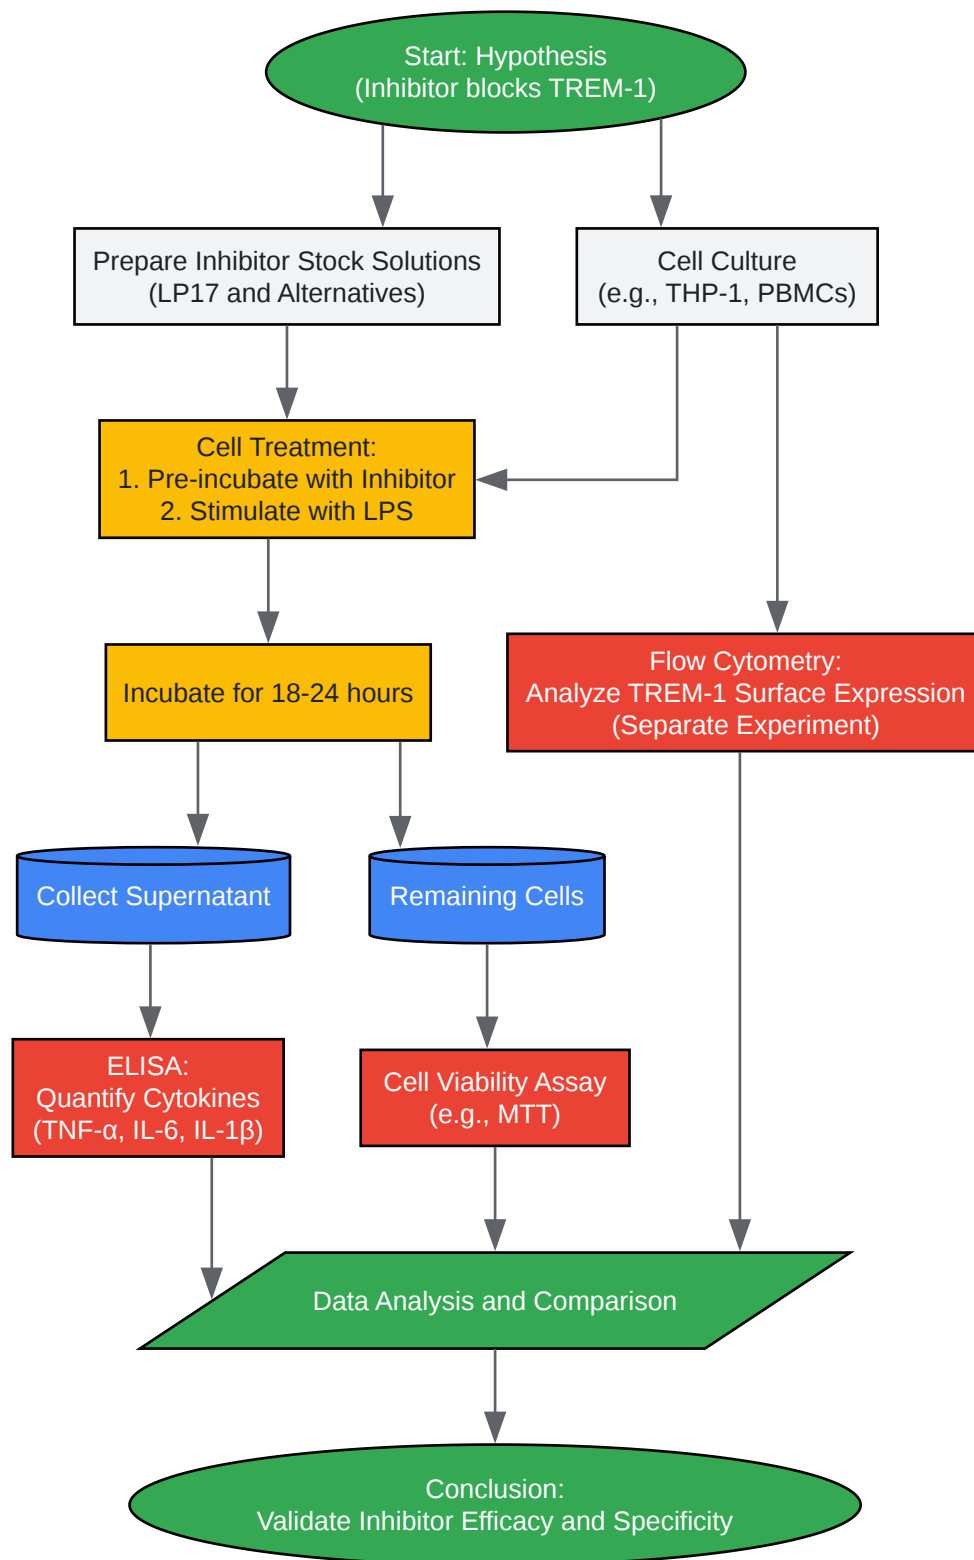 Start: Hypothesis
(Inhibitor blocks TREM-1)
Prepare Inhibitor Stock Solutions
(LP17 and Alternatives)
Cell Culture
(e.g., THP-1, PBMCs)
Cell Treatment:
1. Pre-incubate with Inhibitor
2. Stimulate with LPS
Incubate for 18-24 hours
Flow Cytometry:
Analyze TREM-1 Surface Expression
(Separate Experiment)
Collect Supernatant
Remaining Cells
ELISA:
Quantify Cytokines
(TNF-α, IL-6, IL-1β)
Cell Viability Assay
(e.g., MTT)
Data Analysis and Comparison
Conclusion:
Validate Inhibitor Efficacy and Specificity